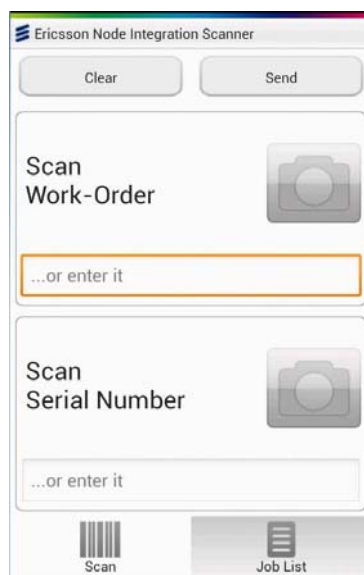 Ericsson Node Integration Scanner
Clear Send
Scan
Work-Order
...or enter it
Scan
Serial Number
...or enter it
Scan Job List